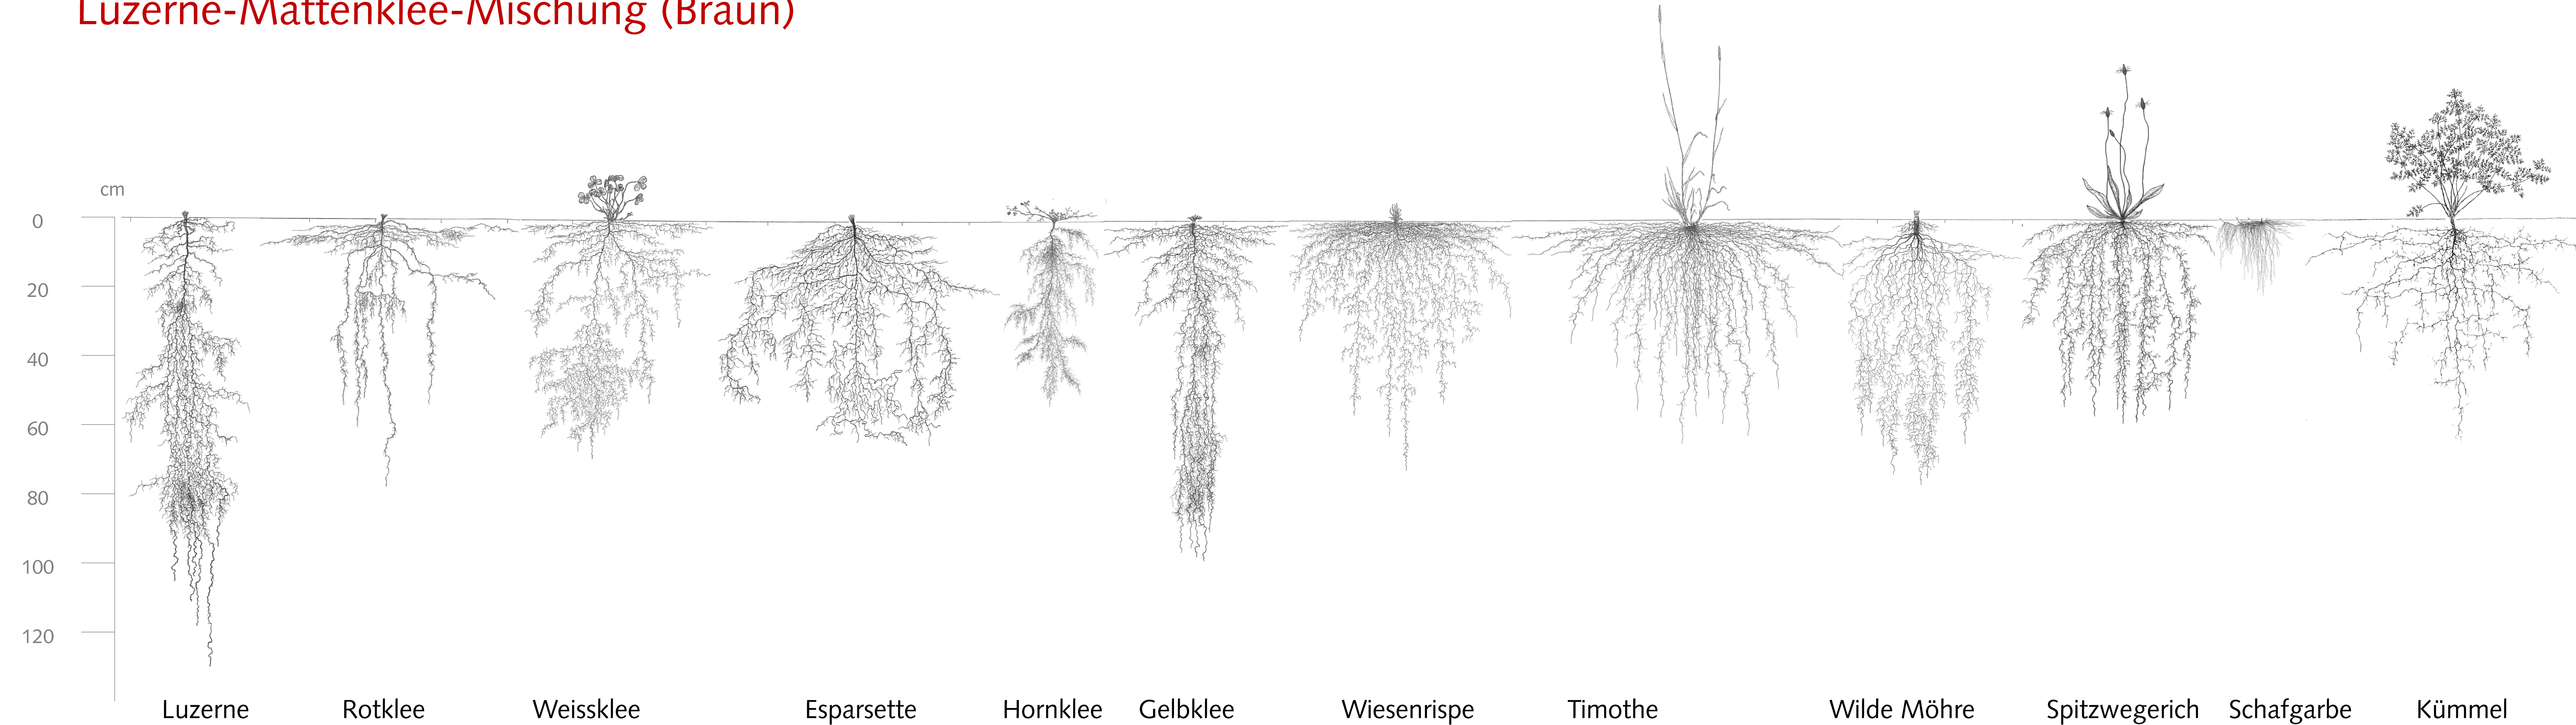 Luzerne-Mattenklee-Mischung (Braun)
cm
0
20
40
60
80
100
120
Luzerne Rotklee Weissklee Esparsette Hornklee Gelbklee Wiesenrispe Timothe Wilde Möhre Spitzwegerich Schafgarbe Kümmel